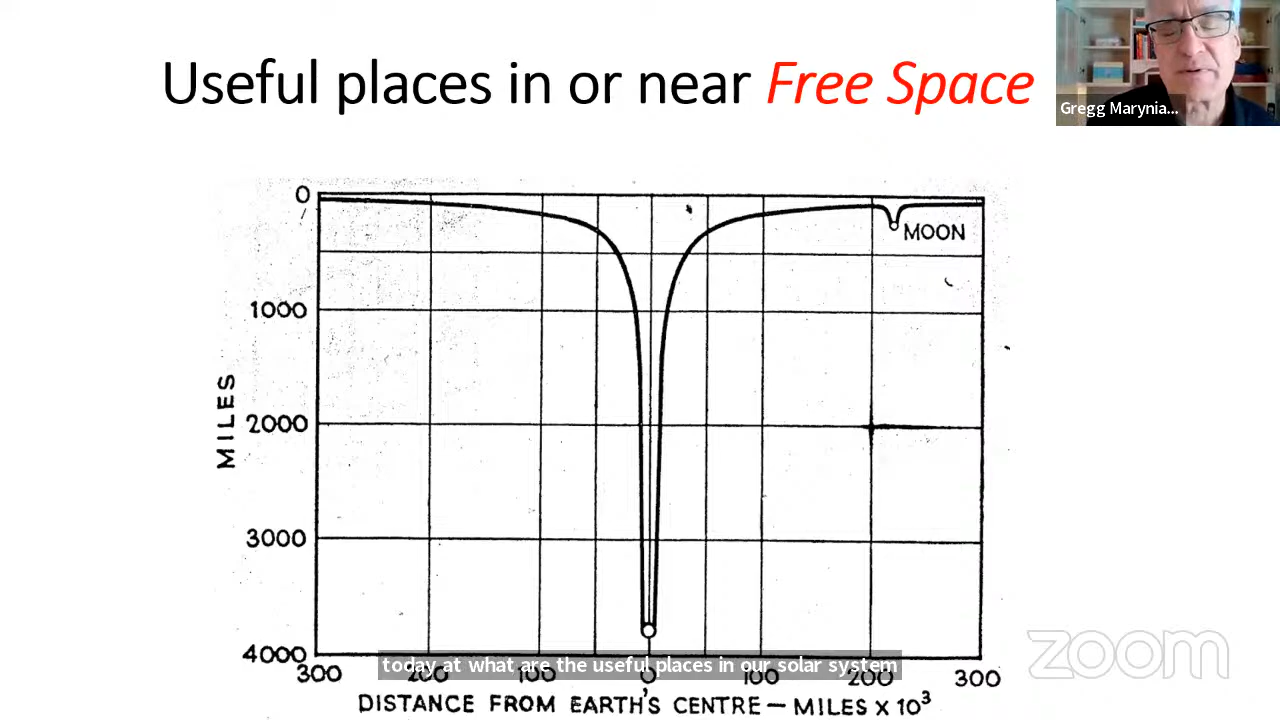 Useful places in or near Free Space
Gregg Marynia...
0
1000
2000
3000
4000
MILES
MOON
today at what are the useful places in our solar system
300 200 100 0 100 200 300
DISTANCE FROM EARTH'S CENTRE — MILES X 10³
zoom